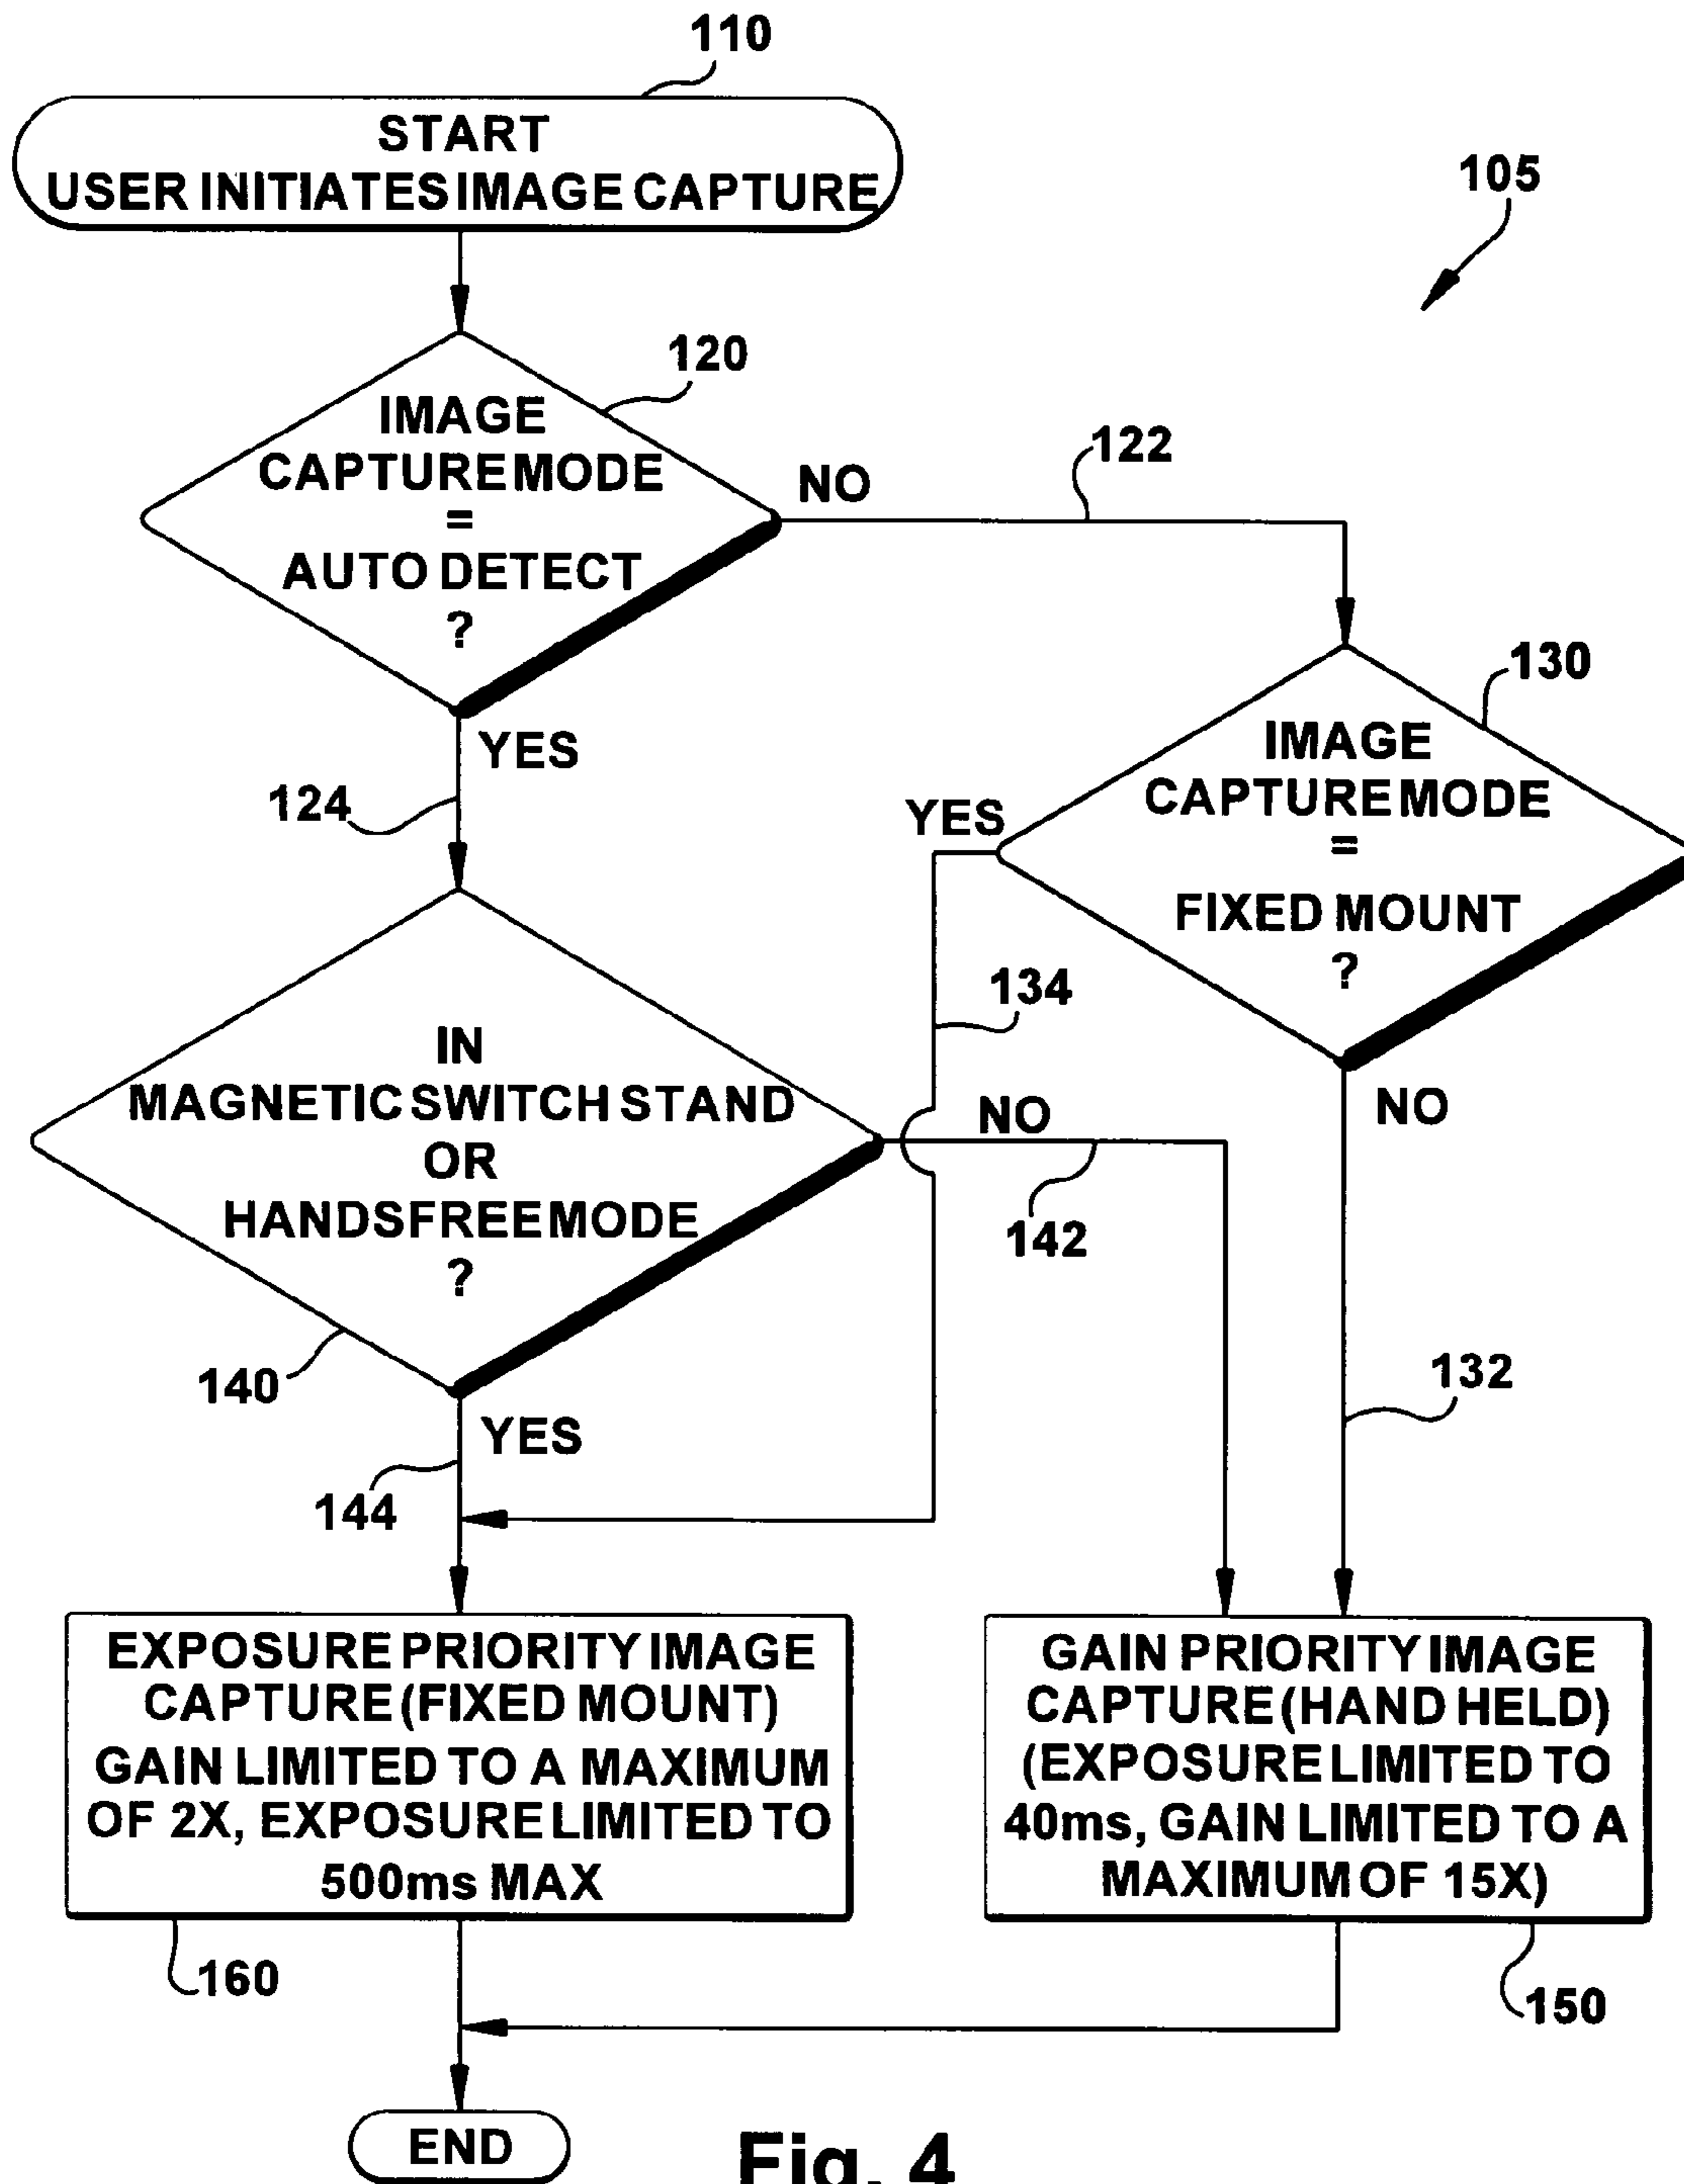 110
START
USER INITIATES IMAGE CAPTURE
105
120
IMAGE
CAPTURE MODE
=
AUTO DETECT
?
NO
122
YES
124
130
IMAGE
CAPTURE MODE
=
FIXED MOUNT
?
YES
134
NO
132
IN
MAGNETIC SWITCH STAND
OR
HANDSFREE MODE
?
NO
142
140
YES
144
EXPOSURE PRIORITY IMAGE
CAPTURE (FIXED MOUNT)
GAIN LIMITED TO A MAXIMUM
OF 2X, EXPOSURE LIMITED TO
500ms MAX
160
GAIN PRIORITY IMAGE
CAPTURE (HAND HELD)
(EXPOSURE LIMITED TO
40ms, GAIN LIMITED TO A
MAXIMUM OF 15X)
150
END
Fig. 4